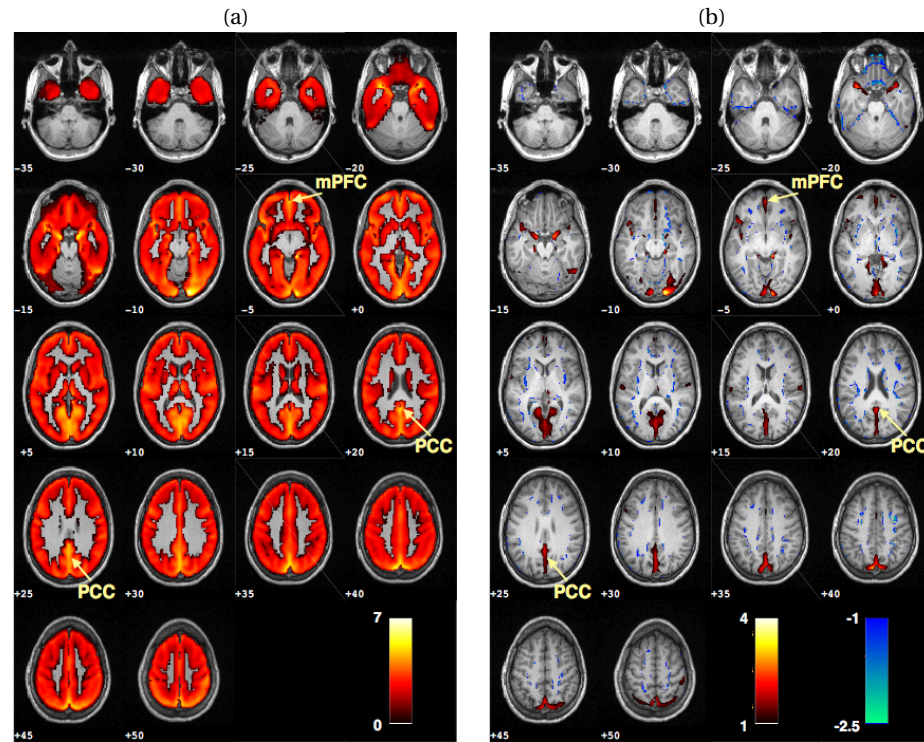 (a) (b)
-35 -30 -25 -20 -35 -30 -25 -20
mPFC mPFC
-15 -10 -5 +0 -15 -10 -5 +0
+5 +10 +15 +20 +5 +10 +15 +20
PCC PCC
+25 +30 +35 +40 +25 +30 +35 +40
PCC PCC
7 4 -1
0 1 -2.5
+45 +50 +45 +50